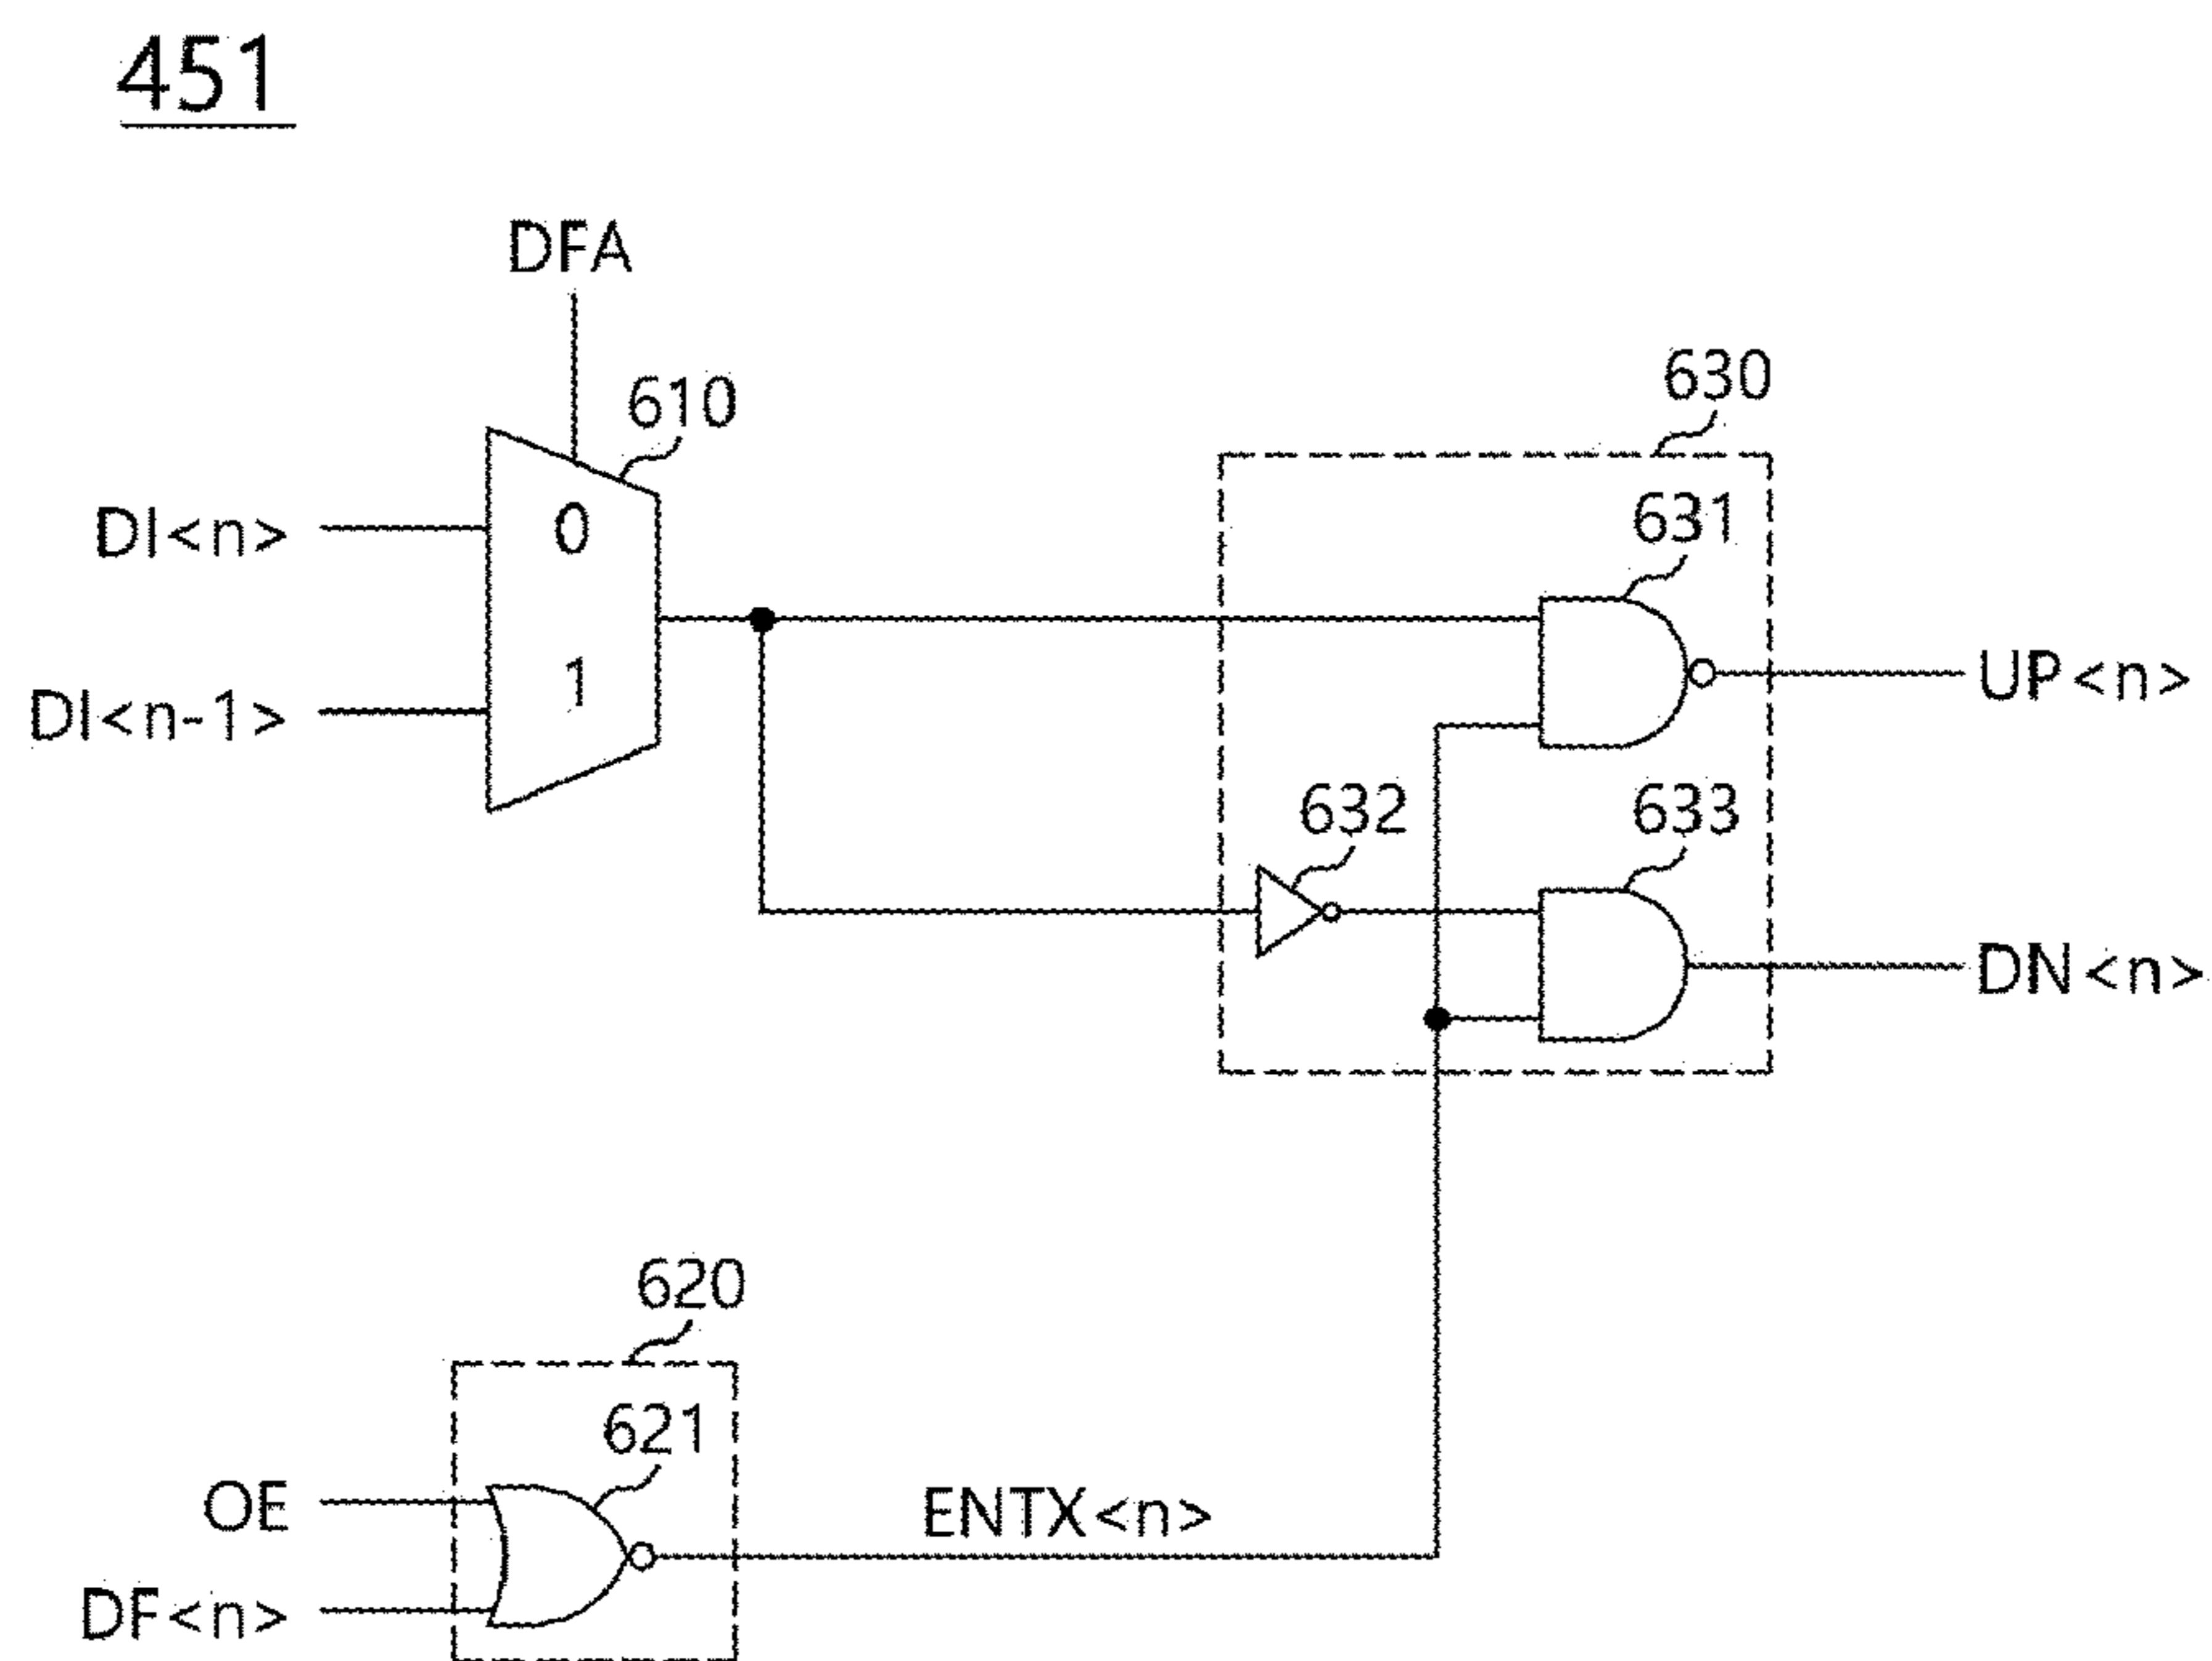 451
DFA
610
630
DI<n>
0
631
1
UP<n>
DI<n-1>
632
633
DN<n>
620
621
OE
ENTX<n>
DF<n>